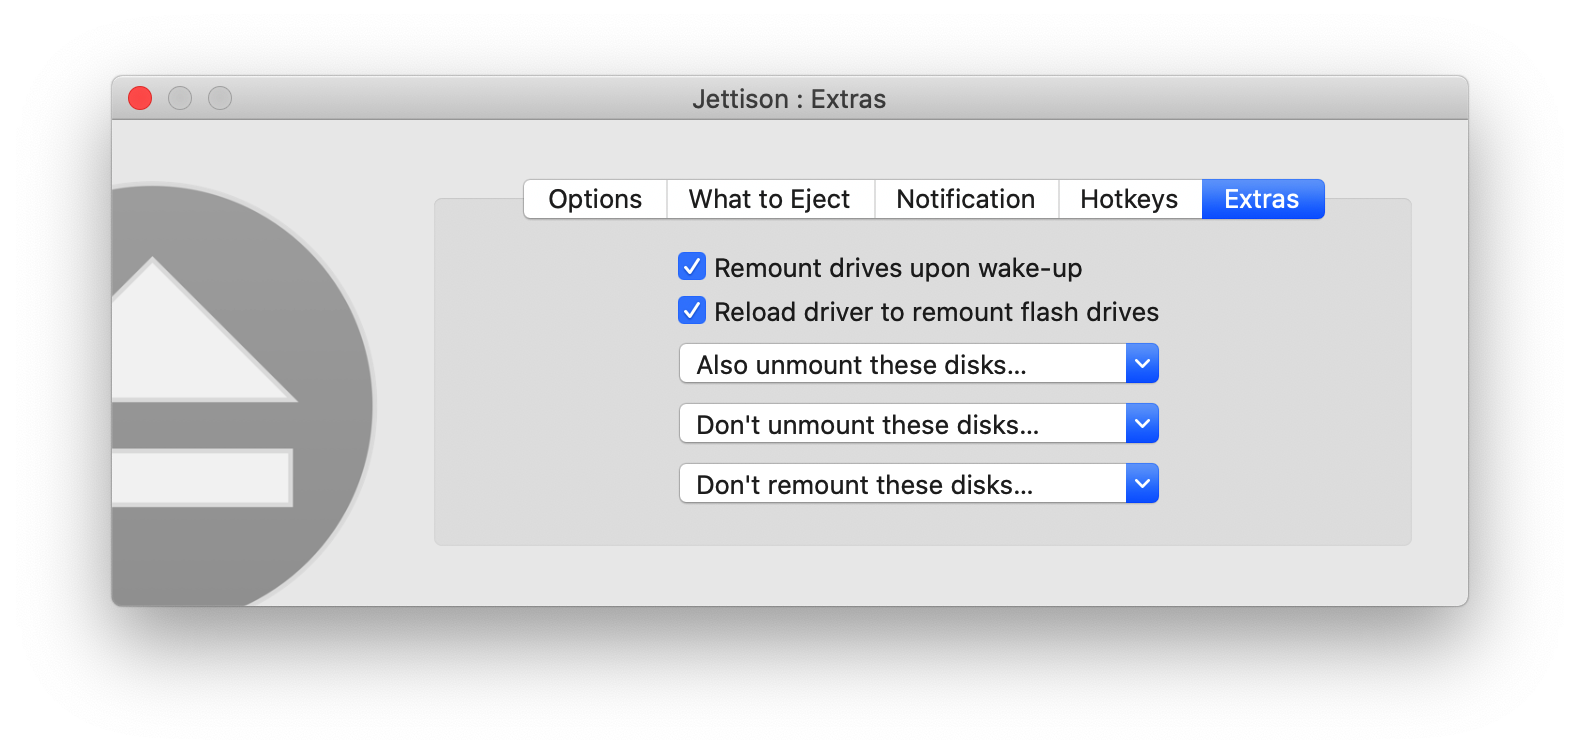 Jettison : Extras
Options What to Eject Notification Hotkeys Extras
Remount drives upon wake-up
Reload driver to remount flash drives
Also unmount these disks...
Don't unmount these disks...
Don't remount these disks...